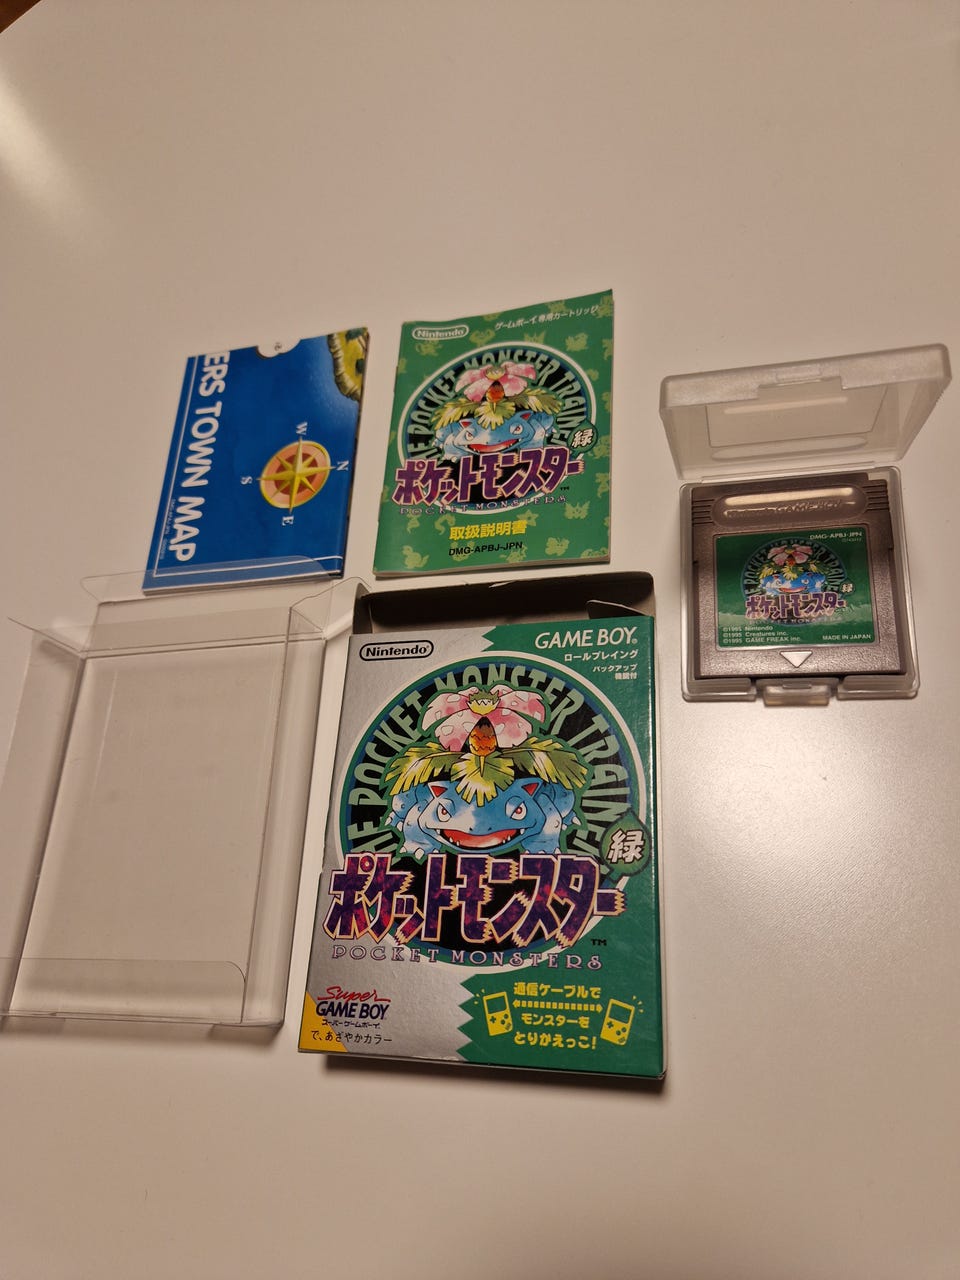 ERS TOWN MAP
W
N
S
E
Nintendo
ゲームボーイ専用カートリッジ
THE POCKET MONSTER TRAINER
緑
ポケットモンスター
TM
POCKET MONSTERS
取扱説明書
DMG-APBJ-JPN
GAME BOY
DMG-APBJ-JPN
緑
ポケットモンスター
POCKET MONSTERS
©1995 Nintendo
©1995 Creatures inc.
©1995 GAME FREAK inc.
MADE IN JAPAN
Nintendo
GAME BOY
ロールプレイング
バックアップ
機能付
THE POCKET MONSTER TRAINER
緑
ポケットモンスター
TM
POCKET MONSTERS
Super
GAME BOY
スーパーゲームボーイ
で、あざやかカラー
通信ケーブルで
モンスターを
とりかえっこ!